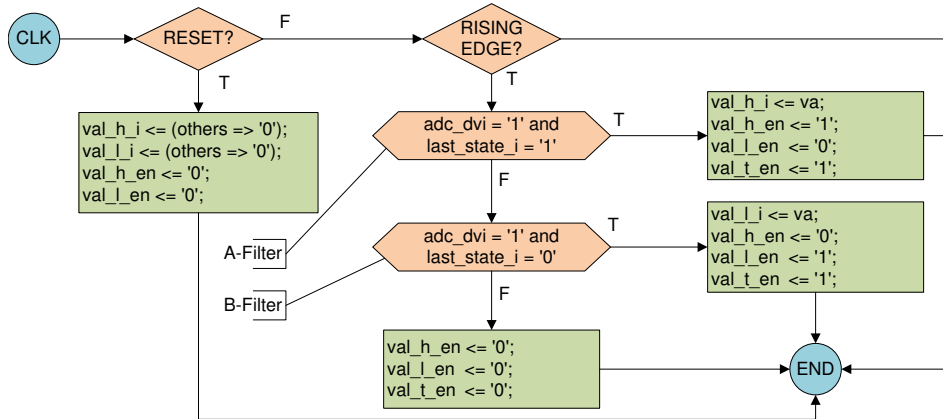 CLK
RESET?
F
RISING
EDGE?
T
T
val_h_i <= (others => '0');
val_l_i <= (others => '0');
val_h_en <= '0';
val_l_en <= '0';
adc_dvi = '1' and
last_state_i = '1'
T
val_h_i <= va;
val_h_en <= '1';
val_l_en <= '0';
val_t_en <= '1';
F
A-Filter
adc_dvi = '1' and
last_state_i = '0'
T
val_l_i <= va;
val_h_en <= '0';
val_l_en <= '1';
val_t_en <= '1';
B-Filter
F
val_h_en <= '0';
val_l_en <= '0';
val_t_en <= '0';
END